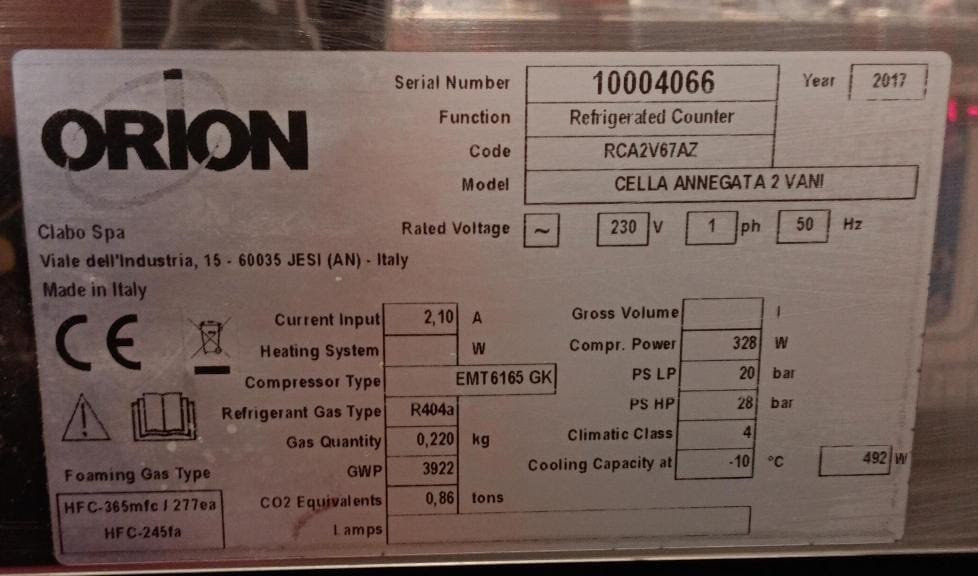 ORION
Serial Number 10004066 Year 2017
Function Refrigerated Counter
Code RCA2V67AZ
Model CELLA ANNEGATA 2 VANI
Rated Voltage ~ 230 V 1 ph 50 Hz
Clabo Spa
Viale dell'Industria, 15 - 60035 JESI (AN) - Italy
Made in Italy
CE
Current Input 2,10 A
Heating System W
Compressor Type EMT6165 GK
Refrigerant Gas Type R404a
Gas Quantity 0,220 kg
GWP 3922
CO2 Equivalents 0,86 tons
Lamps
Gross Volume l
Compr. Power 328 W
PS LP 20 bar
PS HP 28 bar
Climatic Class 4
Cooling Capacity at -10 °C 492 W
Foaming Gas Type
HFC-365mfc / 277ea
HFC-245fa